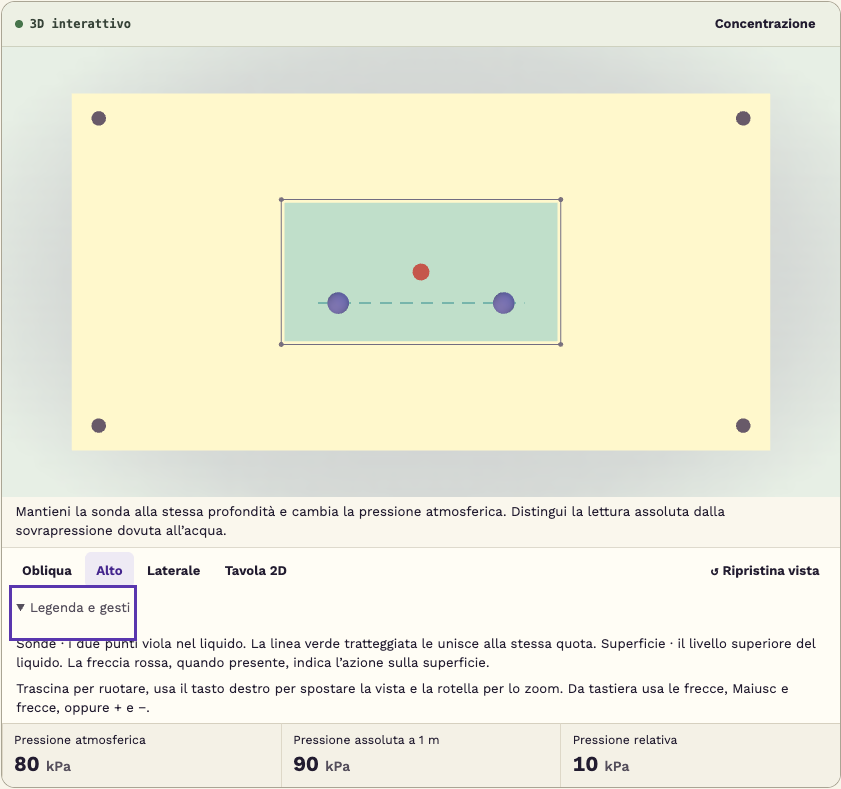 3D interattivo
Concentrazione
Mantieni la sonda alla stessa profondità e cambia la pressione atmosferica. Distingui la lettura assoluta dalla
sovrapressione dovuta all’acqua.
Obliqua
Alto
Laterale
Tavola 2D
↺ Ripristina vista
▼ Legenda e gesti
Sonde · i due punti viola nel liquido. La linea verde tratteggiata le unisce alla stessa quota. Superficie · il livello superiore del
liquido. La freccia rossa, quando presente, indica l’azione sulla superficie.
Trascina per ruotare, usa il tasto destro per spostare la vista e la rotella per lo zoom. Da tastiera usa le frecce, Maiusc e
frecce, oppure + e −.
Pressione atmosferica
80 kPa
Pressione assoluta a 1 m
90 kPa
Pressione relativa
10 kPa